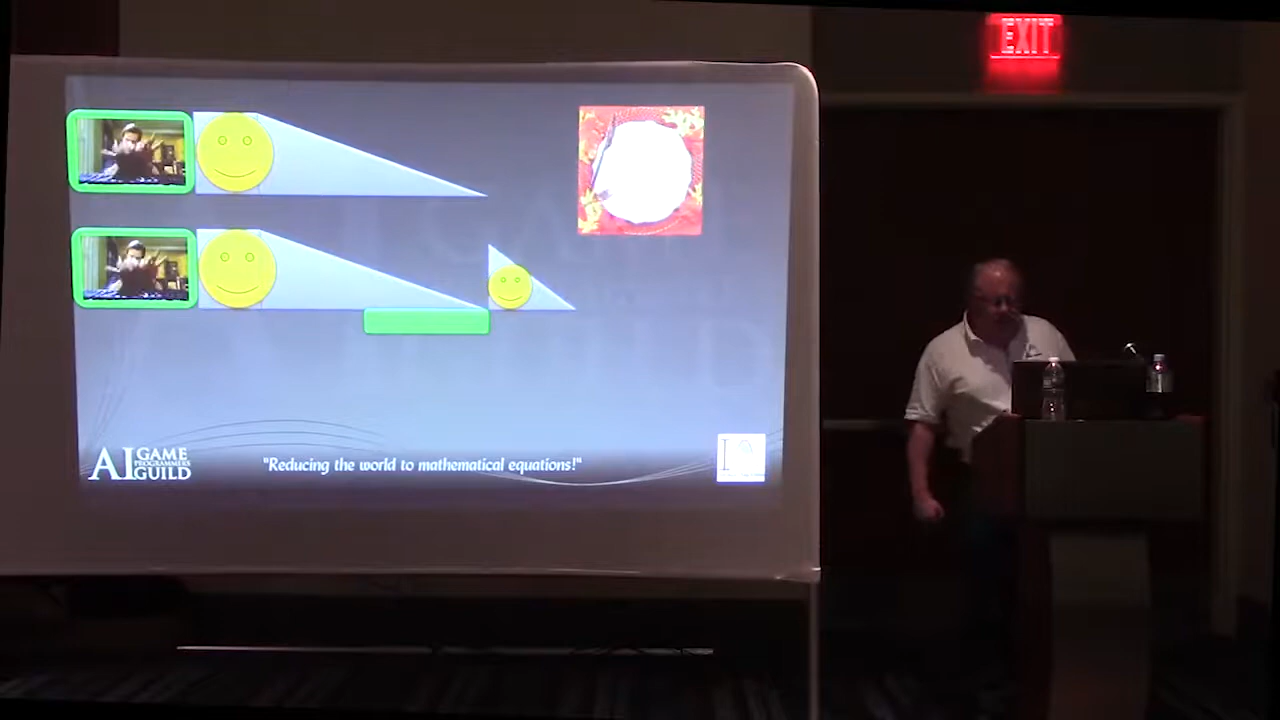 EXIT
AI GAME
PROGRAMMERS
GUILD
"Reducing the world to mathematical equations!"